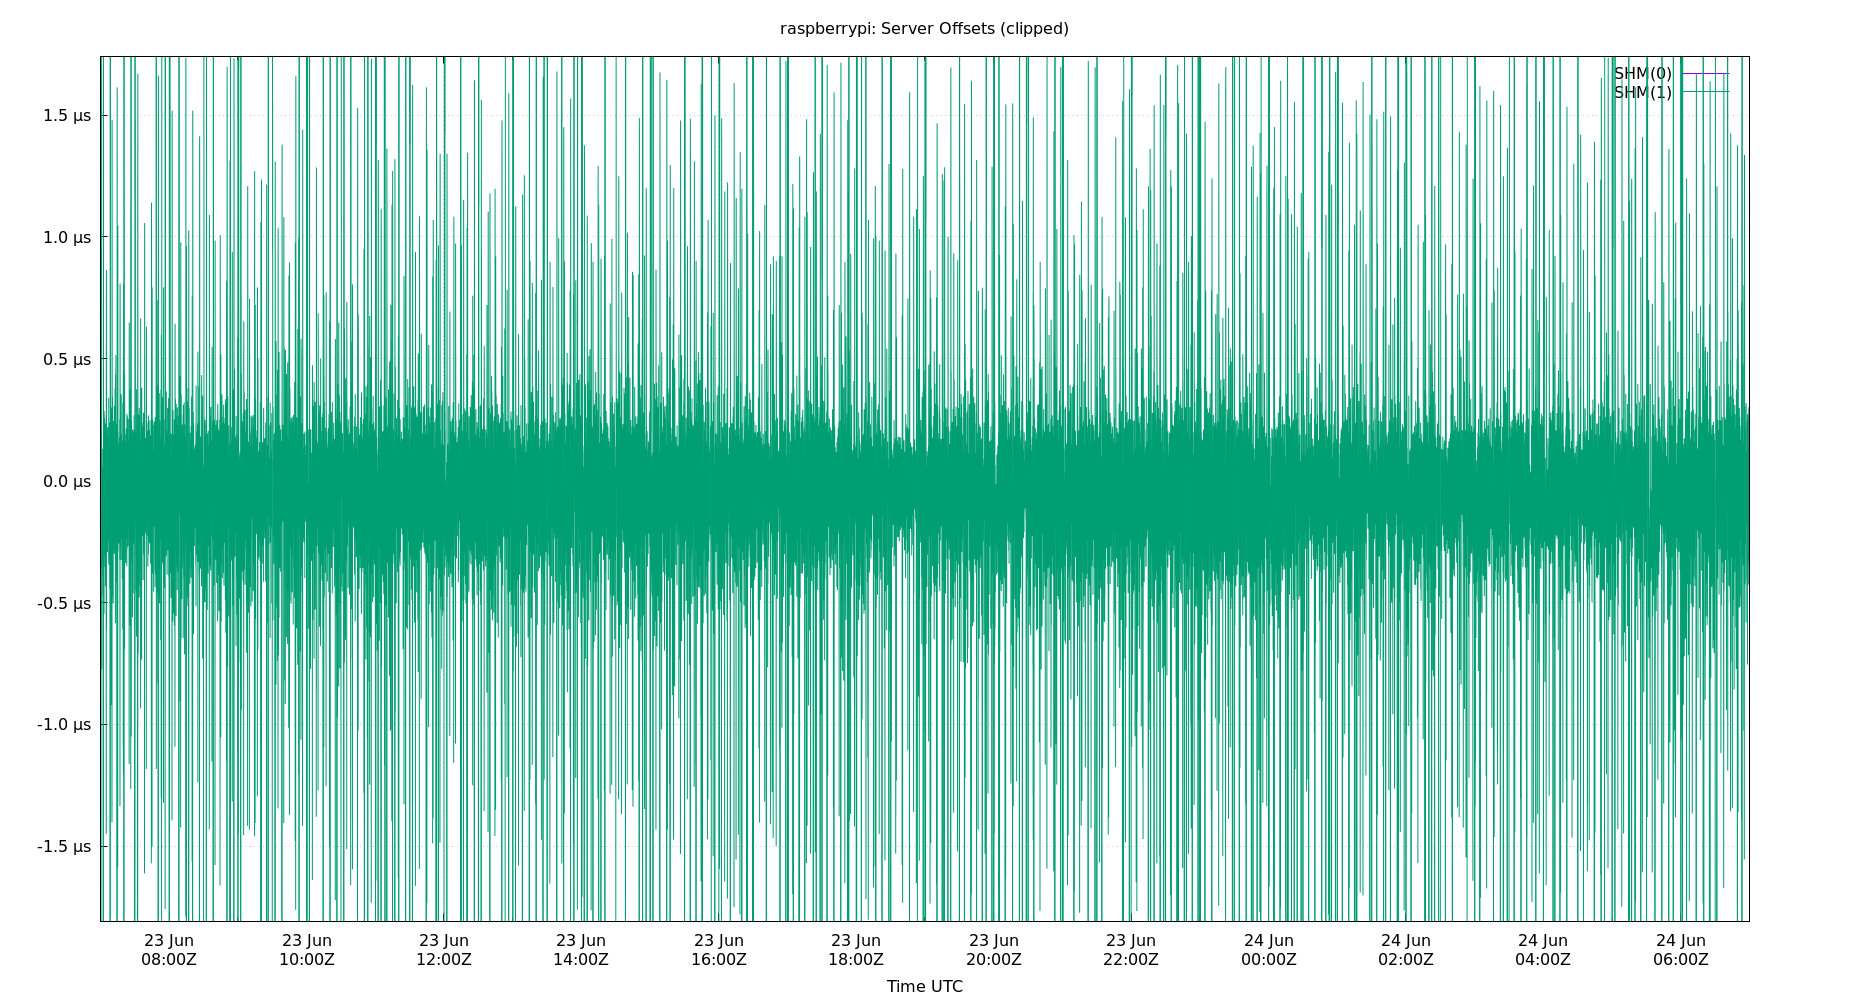 raspberrypi: Server Offsets (clipped)
SHM(0)
SHM(1)
1.5 μs
1.0 μs
0.5 μs
0.0 μs
-0.5 μs
-1.0 μs
-1.5 μs
23 Jun 23 Jun 23 Jun 23 Jun 23 Jun 23 Jun 23 Jun 23 Jun 24 Jun 24 Jun 24 Jun 24 Jun
08:00Z 10:00Z 12:00Z 14:00Z 16:00Z 18:00Z 20:00Z 22:00Z 00:00Z 02:00Z 04:00Z 06:00Z
Time UTC